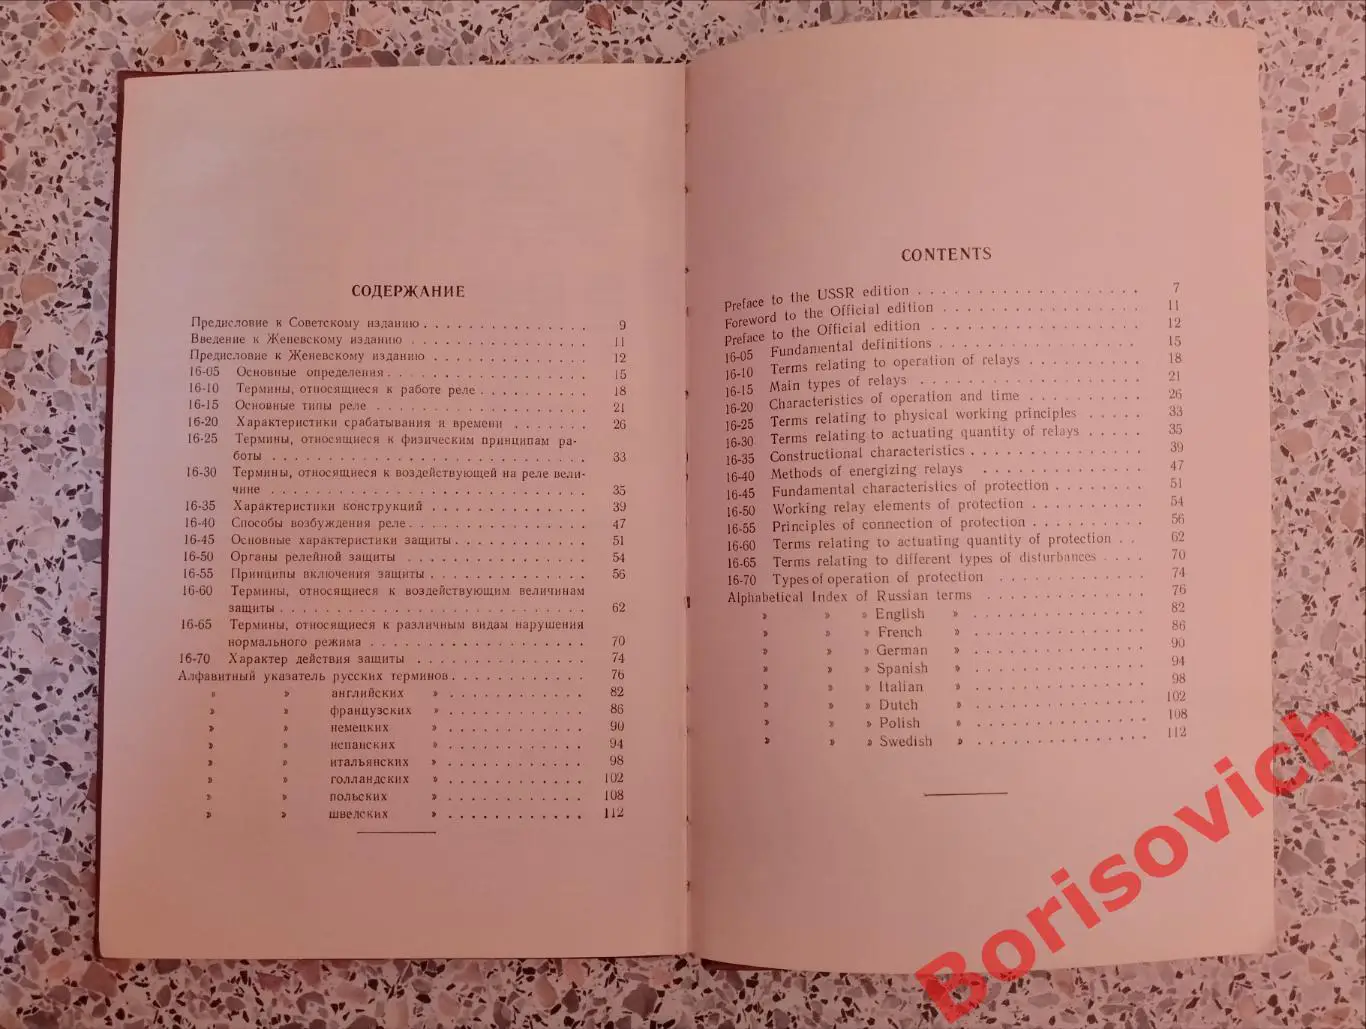 СОДЕРЖАНИЕ
Предисловие к Советскому изданию . . . . . . . . . . . . 9
Введение к Женевскому изданию . . . . . . . . . . . . . 11
Предисловие к Женевскому изданию . . . . . . . . . . . 12
16-05 Основные определения . . . . . . . . . . . . . . 15
16-10 Термины, относящиеся к работе реле . . . . . . . . 18
16-15 Основные типы реле . . . . . . . . . . . . . . . 21
16-20 Характеристики срабатывания и времени . . . . . . 26
16-25 Термины, относящиеся к физическим принципам ра-
боты . . . . . . . . . . . . . . . . . . . . . . 33
16-30 Термины, относящиеся к воздействующей на реле вели-
чине . . . . . . . . . . . . . . . . . . . . . . 35
16-35 Характеристики конструкций . . . . . . . . . . . 39
16-40 Способы возбуждения реле . . . . . . . . . . . . 47
16-45 Основные характеристики защиты . . . . . . . . . 51
16-50 Органы релейной защиты . . . . . . . . . . . . . 54
16-55 Принципы включения защиты . . . . . . . . . . . 56
16-60 Термины, относящиеся к воздействующим величинам
защиты . . . . . . . . . . . . . . . . . . . . . 62
16-65 Термины, относящиеся к различным видам нарушения
нормального режима . . . . . . . . . . . . . . . 70
16-70 Характер действия защиты . . . . . . . . . . . . 74
Алфавитный указатель русских терминов . . . . . . . . . . 76
» » английских » . . . . . . . . . . 82
» » французских » . . . . . . . . . . 86
» » немецких » . . . . . . . . . . 90
» » испанских » . . . . . . . . . . 94
» » итальянских » . . . . . . . . . . 98
» » голландских » . . . . . . . . . . 102
» » польских » . . . . . . . . . . 108
» » шведских » . . . . . . . . . . 112
CONTENTS
Preface to the USSR edition . . . . . . . . . . . . . . . 7
Foreword to the Official edition . . . . . . . . . . . . . 11
Preface to the Official edition . . . . . . . . . . . . . . 12
16-05 Fundamental definitions . . . . . . . . . . . . . . 15
16-10 Terms relating to operation of relays . . . . . . . . 18
16-15 Main types of relays . . . . . . . . . . . . . . . 21
16-20 Characteristics of operation and time . . . . . . . . 26
16-25 Terms relating to physical working principles . . . . . 33
16-30 Terms relating to actuating quantity of relays . . . . . 35
16-35 Constructional characteristics . . . . . . . . . . . . 39
16-40 Methods of energizing relays . . . . . . . . . . . . 47
16-45 Fundamental characteristics of protection . . . . . . . 51
16-50 Working relay elements of protection . . . . . . . . 54
16-55 Principles of connection of protection . . . . . . . . 56
16-60 Terms relating to actuating quantity of protection . . 62
16-65 Terms relating to different types of disturbances . . . . 70
16-70 Types of operation of protection . . . . . . . . . . . 74
Alphabetical Index of Russian terms . . . . . . . . . . . . 76
» » » English » . . . . . . . . . . . . 82
» » » French » . . . . . . . . . . . . 86
» » » German » . . . . . . . . . . . . 90
» » » Spanish » . . . . . . . . . . . . 94
» » » Italian » . . . . . . . . . . . . 98
» » » Dutch » . . . . . . . . . . . . 102
» » » Polish » . . . . . . . . . . . . 108
» » » Swedish » . . . . . . . . . . . . 112
Borisovich